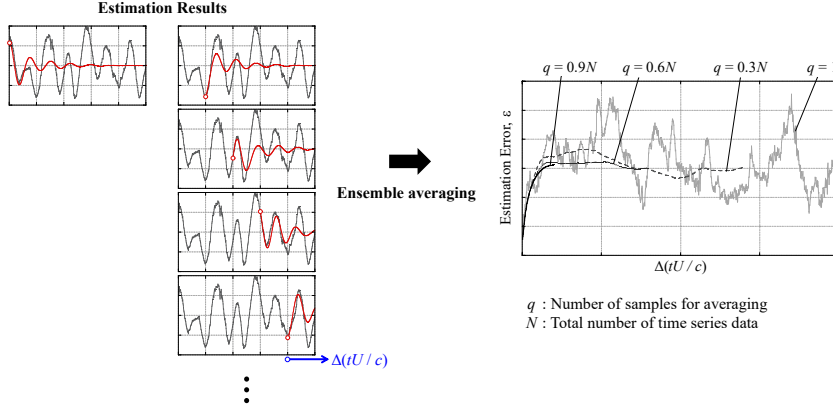 Estimation Results
Δ(tU / c)
Ensemble averaging
q = 0.9N
q = 0.6N
q = 0.3N
q = 1
Estimation Error, ε
Δ(tU / c)
q : Number of samples for averaging
N : Total number of time series data